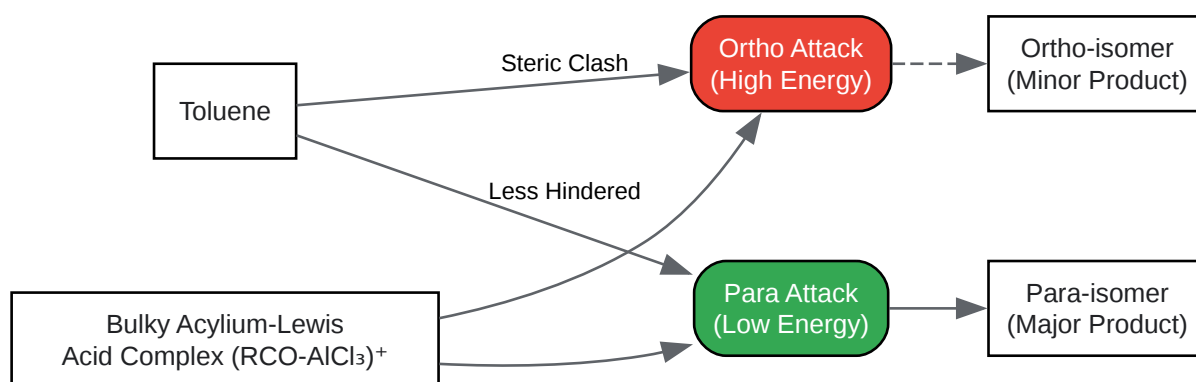 Toluene
Steric Clash
Less Hindered
Bulky Acylium-Lewis
Acid Complex (RCO-AlCl₃)⁺
Ortho Attack
(High Energy)
Para Attack
(Low Energy)
Ortho-isomer
(Minor Product)
Para-isomer
(Major Product)